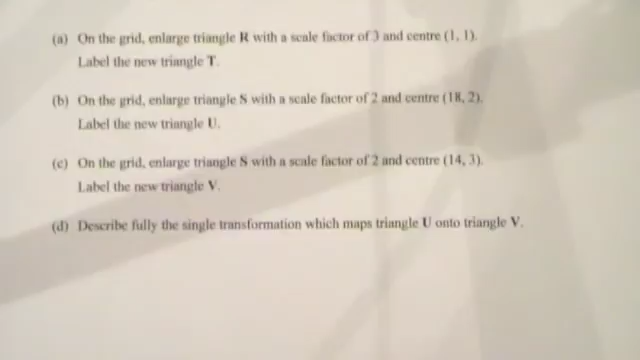 (a) On the grid, enlarge triangle R with a scale factor of 3 and centre (1, 1).
Label the new triangle T.
(b) On the grid, enlarge triangle S with a scale factor of 2 and centre (18, 2).
Label the new triangle U.
(c) On the grid, enlarge triangle S with a scale factor of 2 and centre (14, 3).
Label the new triangle V.
(d) Describe fully the single transformation which maps triangle U onto triangle V.